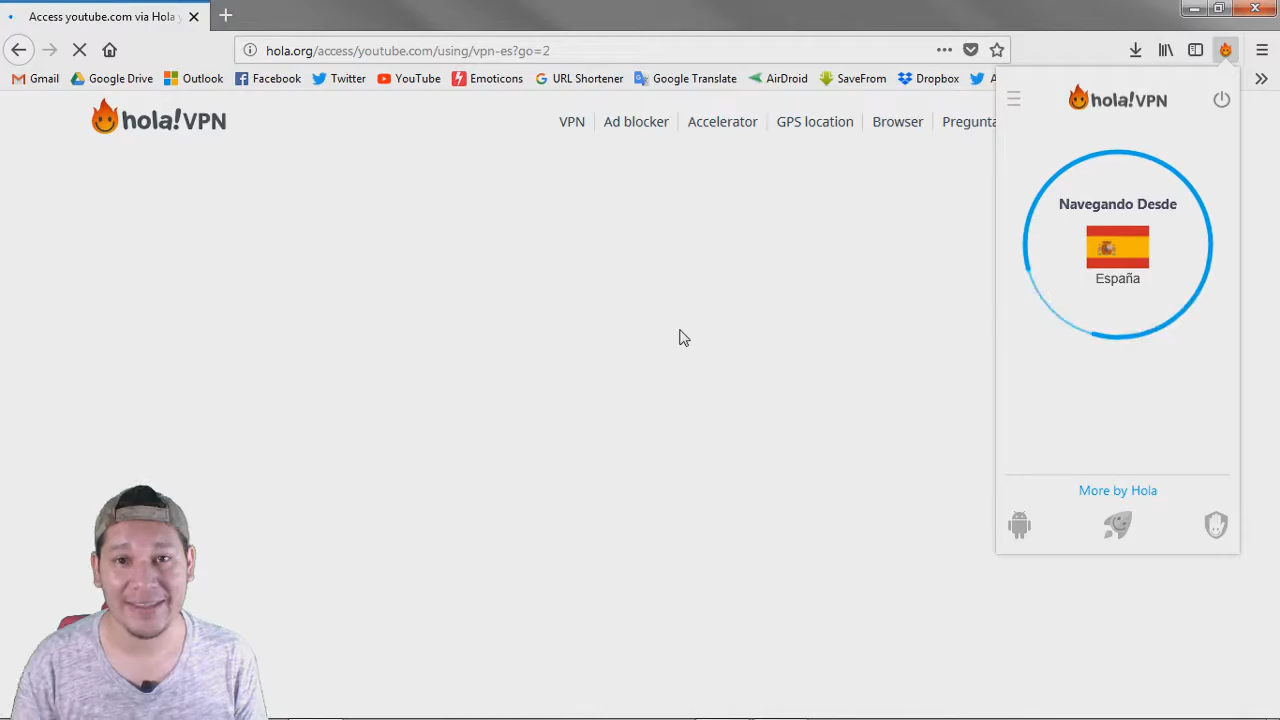 Access youtube.com via Hola
hola.org/access/youtube.com/using/vpn-es?go=2
Gmail Google Drive Outlook Facebook Twitter YouTube Emoticons URL Shortener Google Translate AirDroid SaveForm Dropbox A
hola!VPN
VPN Ad blocker Accelerator GPS location Browser Pregunta
hola!VPN
Navegando Desde
España
More by Hola